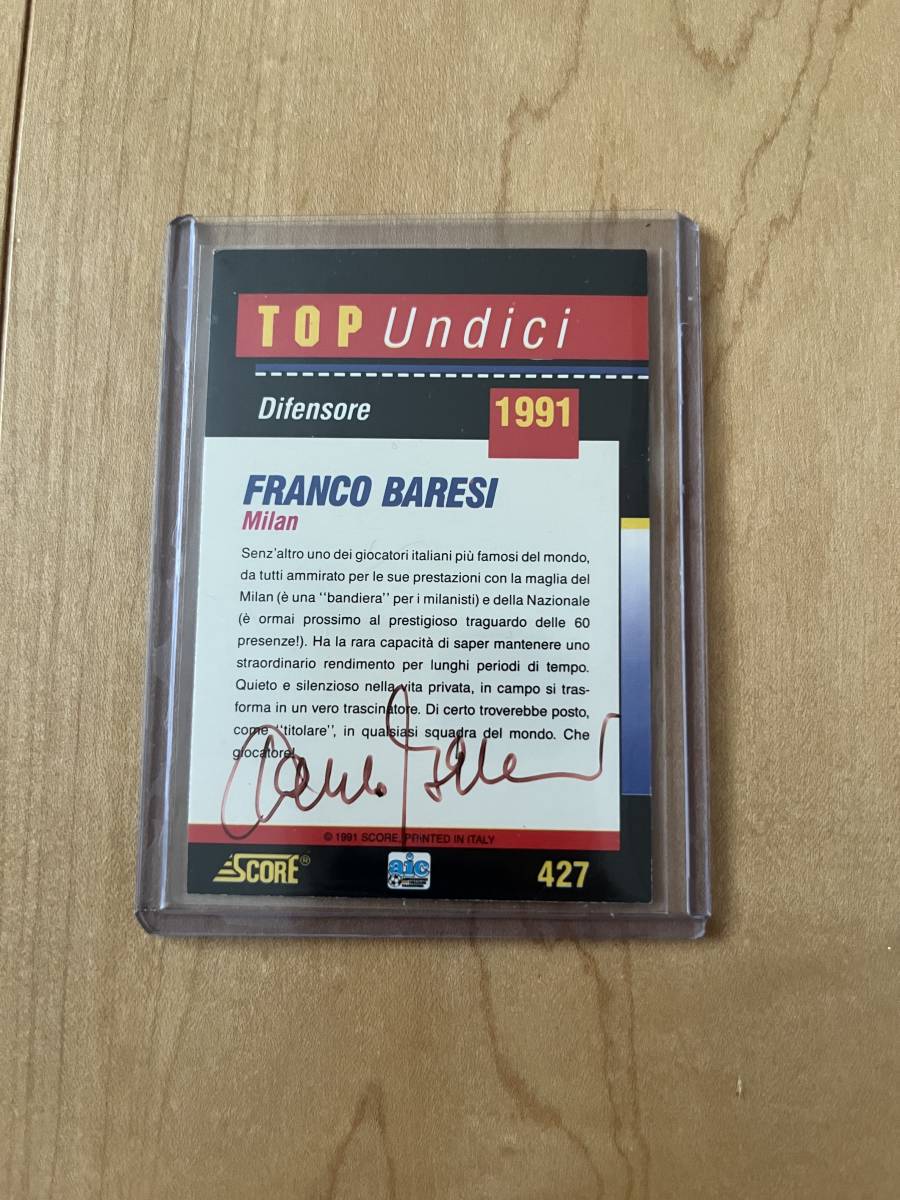 TOP Undici
Difensore
1991
FRANCO BARESI
Milan
Senz'altro uno dei giocatori italiani più famosi del mondo,
da tutti ammirato per le sue prestazioni con la maglia del
Milan (è una "bandiera" per i milanisti) e della Nazionale
(è ormai prossimo al prestigioso traguardo delle 60
presenze!). Ha la rara capacità di saper mantenere uno
straordinario rendimento per lunghi periodi di tempo.
Quieto e silenzioso nella vita privata, in campo si tras-
forma in un vero trascinatore. Di certo troverebbe posto,
come "titolare", in qualsiasi squadra del mondo. Che
giocatore!
© 1991 SCORE, PRINTED IN ITALY
SCORE®
aic
427